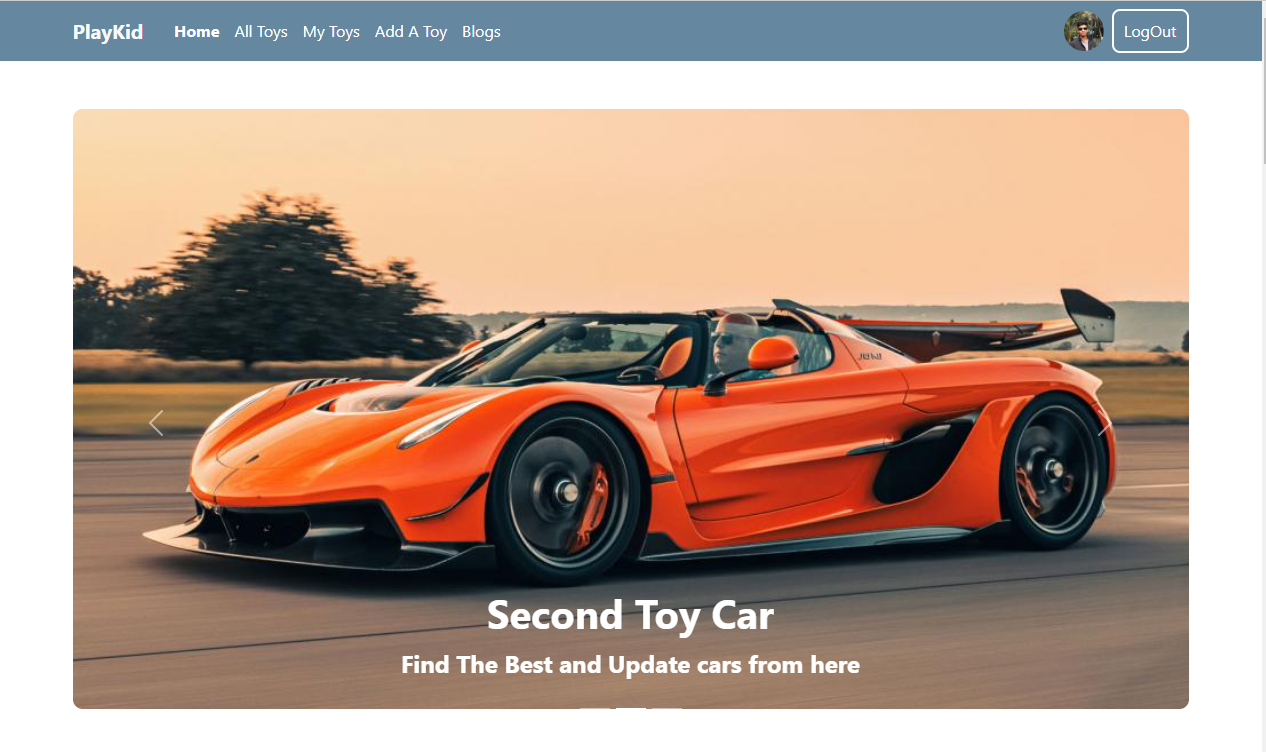 PlayKid Home All Toys My Toys Add A Toy Blogs LogOut
Second Toy Car
Find The Best and Update cars from here